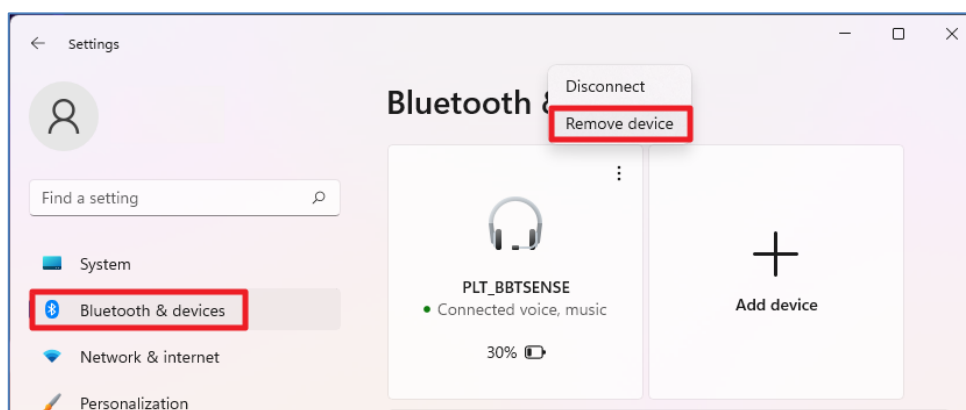 Settings
Disconnect
Bluetooth &
Remove device
Find a setting
System
PLT_BBTSENSE
Bluetooth & devices
Connected voice, music
Add device
Network & internet
30%
Personalization